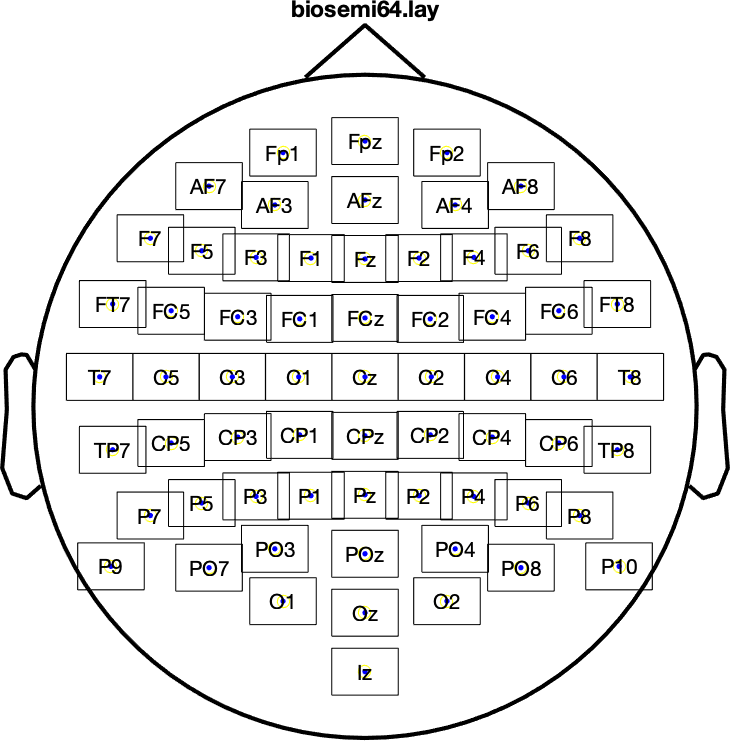 biosemi64.lay
Fp1 Fpz Fp2
AF7 AF3 AFz AF4 AF8
F7 F5 F3 F1 Fz F2 F4 F6 F8
FT7 FC5 FC3 FC1 FCz FC2 FC4 FC6 FT8
T7 C5 C3 C1 Cz C2 C4 C6 T8
TP7 CP5 CP3 CP1 CPz CP2 CP4 CP6 TP8
P7 P5 P3 P1 Pz P2 P4 P6 P8
P9 PO7 PO3 POz PO4 PO8 P10
O1 Oz O2
Iz